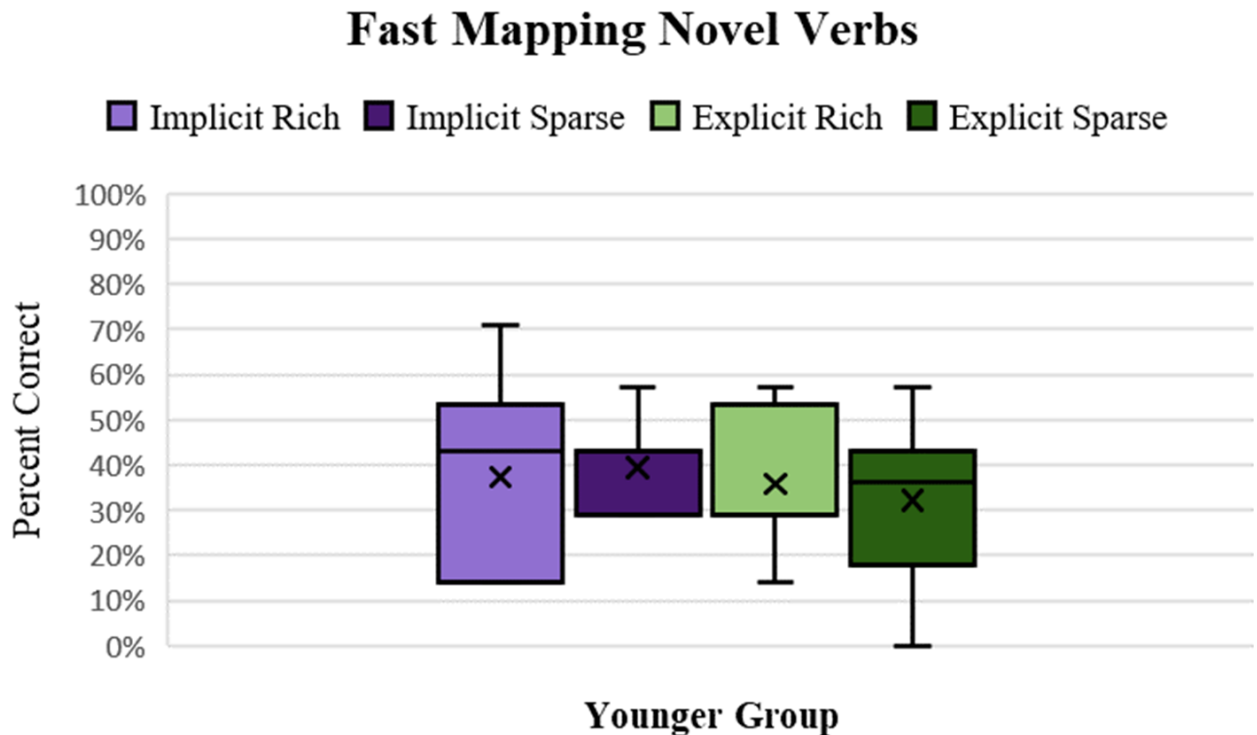 Fast Mapping Novel Verbs
Implicit Rich Implicit Sparse Explicit Rich Explicit Sparse
100%
90%
80%
70%
60%
50%
40%
30%
20%
10%
0%
Percent Correct
Younger Group